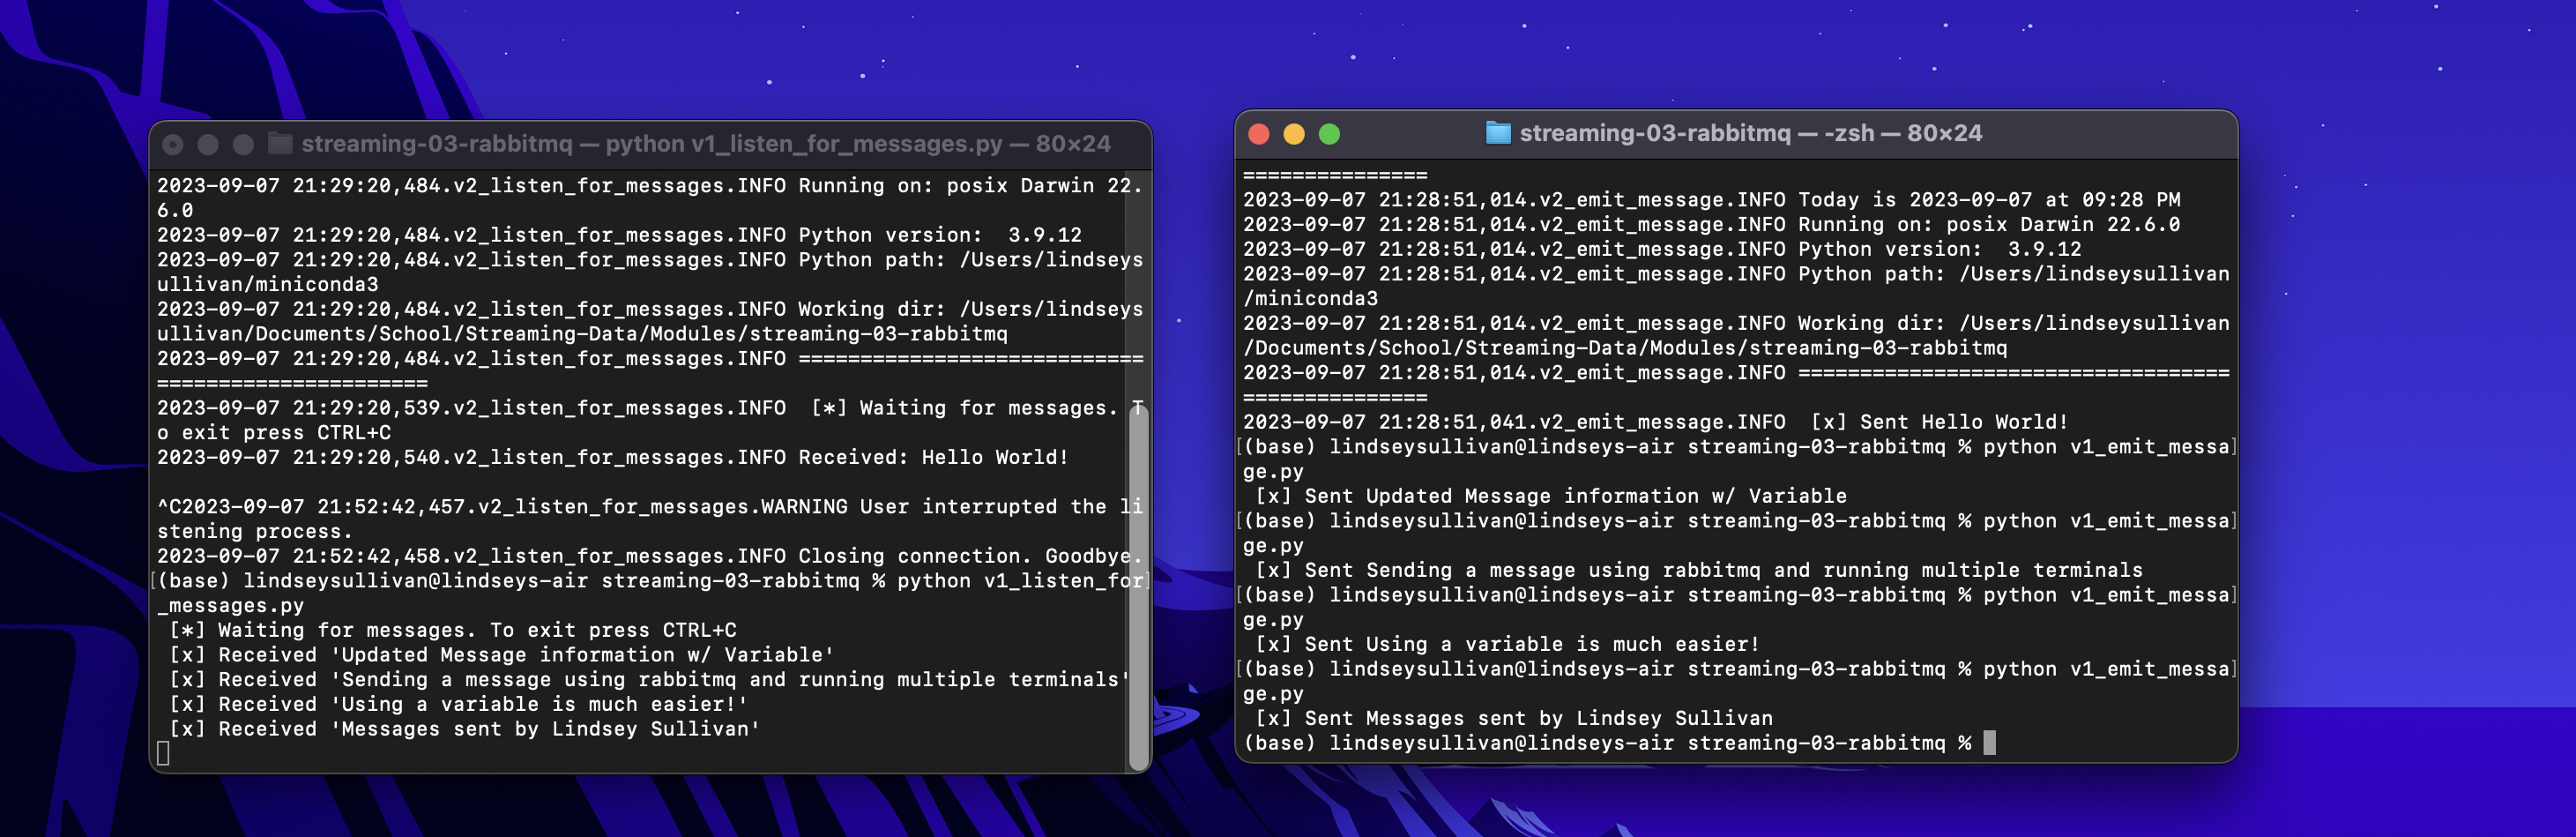 streaming-03-rabbitmq — python v1_listen_for_messages.py — 80×24
2023-09-07 21:29:20,484.v2_listen_for_messages.INFO Running on: posix Darwin 22.
6.0
2023-09-07 21:29:20,484.v2_listen_for_messages.INFO Python version:  3.9.12
2023-09-07 21:29:20,484.v2_listen_for_messages.INFO Python path: /Users/lindseys
ullivan/miniconda3
2023-09-07 21:29:20,484.v2_listen_for_messages.INFO Working dir: /Users/lindseys
ullivan/Documents/School/Streaming-Data/Modules/streaming-03-rabbitmq
2023-09-07 21:29:20,484.v2_listen_for_messages.INFO ============================
======================
2023-09-07 21:29:20,539.v2_listen_for_messages.INFO  [*] Waiting for messages. T
o exit press CTRL+C
2023-09-07 21:29:20,540.v2_listen_for_messages.INFO Received: Hello World!
^C2023-09-07 21:52:42,457.v2_listen_for_messages.WARNING User interrupted the li
stening process.
2023-09-07 21:52:42,458.v2_listen_for_messages.INFO Closing connection. Goodbye.
[(base) lindseysullivan@lindseys-air streaming-03-rabbitmq % python v1_listen_for]
_messages.py
 [*] Waiting for messages. To exit press CTRL+C
 [x] Received 'Updated Message information w/ Variable'
 [x] Received 'Sending a message using rabbitmq and running multiple terminals'
 [x] Received 'Using a variable is much easier!'
 [x] Received 'Messages sent by Lindsey Sullivan'
streaming-03-rabbitmq — -zsh — 80×24
===============
2023-09-07 21:28:51,014.v2_emit_message.INFO Today is 2023-09-07 at 09:28 PM
2023-09-07 21:28:51,014.v2_emit_message.INFO Running on: posix Darwin 22.6.0
2023-09-07 21:28:51,014.v2_emit_message.INFO Python version:  3.9.12
2023-09-07 21:28:51,014.v2_emit_message.INFO Python path: /Users/lindseysullivan
/miniconda3
2023-09-07 21:28:51,014.v2_emit_message.INFO Working dir: /Users/lindseysullivan
/Documents/School/Streaming-Data/Modules/streaming-03-rabbitmq
2023-09-07 21:28:51,014.v2_emit_message.INFO ===================================
===============
2023-09-07 21:28:51,041.v2_emit_message.INFO  [x] Sent Hello World!
[(base) lindseysullivan@lindseys-air streaming-03-rabbitmq % python v1_emit_messa]
ge.py
 [x] Sent Updated Message information w/ Variable
[(base) lindseysullivan@lindseys-air streaming-03-rabbitmq % python v1_emit_messa]
ge.py
 [x] Sent Sending a message using rabbitmq and running multiple terminals
[(base) lindseysullivan@lindseys-air streaming-03-rabbitmq % python v1_emit_messa]
ge.py
 [x] Sent Using a variable is much easier!
[(base) lindseysullivan@lindseys-air streaming-03-rabbitmq % python v1_emit_messa]
ge.py
 [x] Sent Messages sent by Lindsey Sullivan
(base) lindseysullivan@lindseys-air streaming-03-rabbitmq %